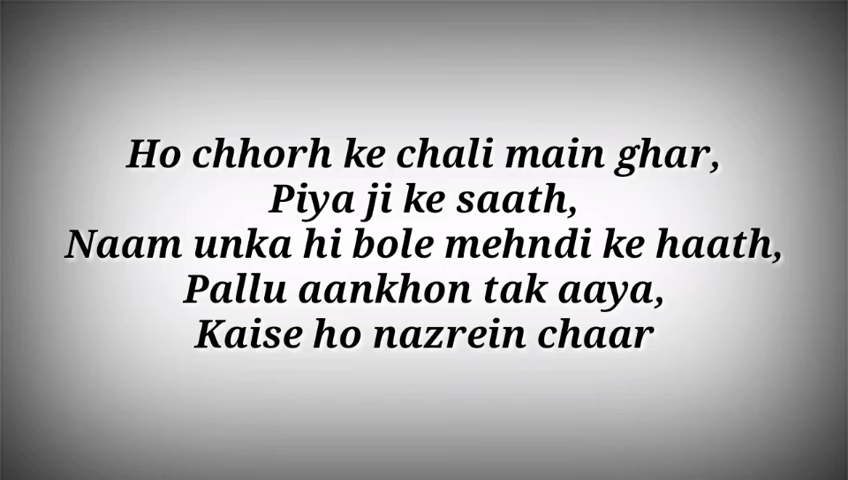 Ho chhorh ke chali main ghar,
Piya ji ke saath,
Naam unka hi bole mehndi ke haath,
Pallu aankhon tak aaya,
Kaise ho nazrein chaar